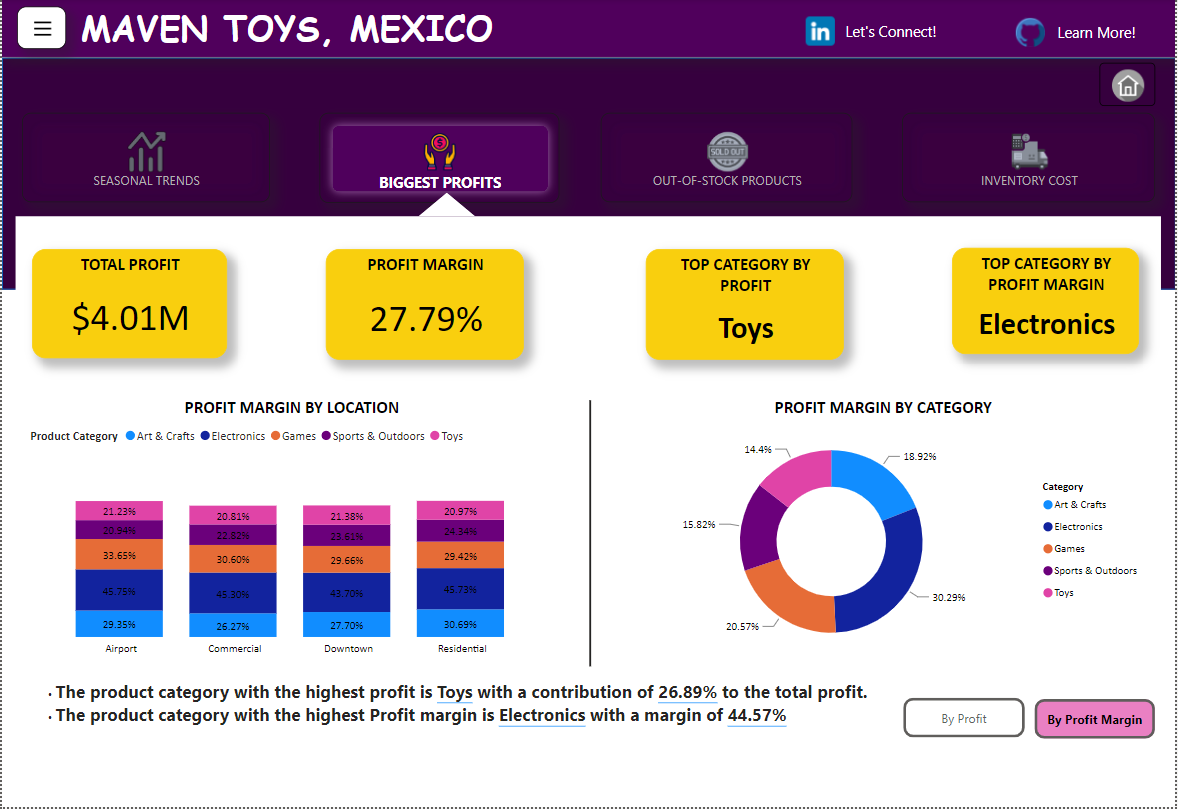 MAVEN TOYS, MEXICO
Let's Connect!
Learn More!
SEASONAL TRENDS
BIGGEST PROFITS
SOLD OUT
OUT-OF-STOCK PRODUCTS
INVENTORY COST
TOTAL PROFIT
$4.01M
PROFIT MARGIN
27.79%
TOP CATEGORY BY
PROFIT
Toys
TOP CATEGORY BY
PROFIT MARGIN
Electronics
PROFIT MARGIN BY LOCATION
Product Category Art & Crafts Electronics Games Sports & Outdoors Toys
21.23% 20.81% 21.38% 20.97%
20.94% 22.82% 23.61% 24.34%
33.65% 30.60% 29.66% 29.42%
45.75% 45.30% 43.70% 45.73%
29.35% 26.27% 27.70% 30.69%
Airport Commercial Downtown Residential
PROFIT MARGIN BY CATEGORY
14.4%
18.92%
15.82%
30.29%
20.57%
Category
Art & Crafts
Electronics
Games
Sports & Outdoors
Toys
· The product category with the highest profit is Toys with a contribution of 26.89% to the total profit.
· The product category with the highest Profit margin is Electronics with a margin of 44.57%
By Profit
By Profit Margin